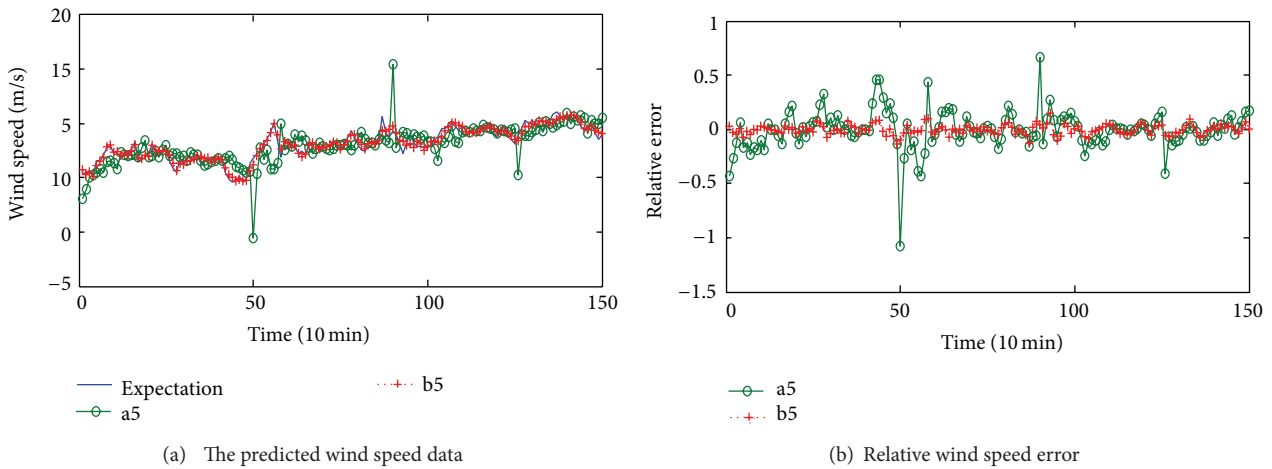 20
15
5
10
0
−5
0
50
100
150
Wind speed (m/s)
Time (10 min)
Expectation
a5
b5
(a) The predicted wind speed data
1
0.5
0
−0.5
−1
−1.5
0
50
100
150
Relative error
Time (10 min)
a5
b5
(b) Relative wind speed error